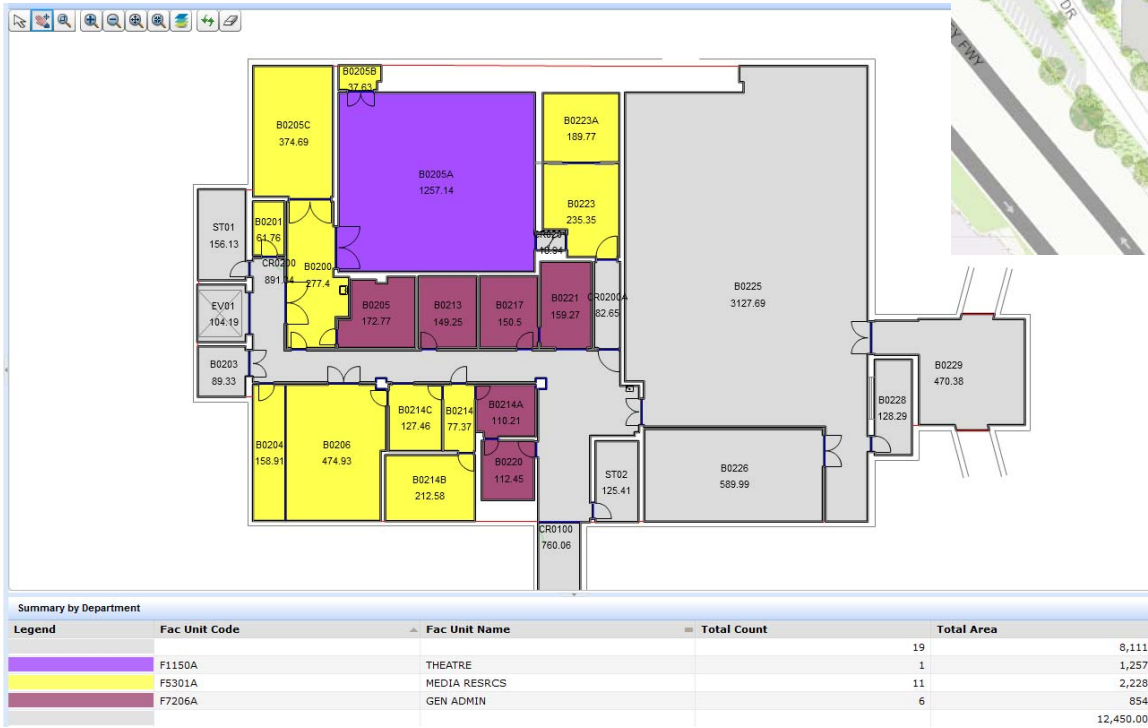 DR
Y FWY
B0205B
37.63
B0205C
374.69
B0223A
189.77
B0205A
1257.14
B0223
235.35
ST01
156.13
B0201
61.76
CR0200
891.34
B0200
277.4
B0225
3127.69
EV01
104.19
B0205
172.77
B0213
149.25
B0217
150.5
B0221
159.27
CR0200A
82.65
B0203
89.33
B0229
470.38
B0228
128.29
B0204
158.91
B0206
474.93
B0214C
127.46
B0214
77.37
B0214A
110.21
B0214B
212.58
B0220
112.45
ST02
125.41
B0226
589.99
CR0100
760.06
Summary by Department
Legend Fac Unit Code Fac Unit Name Total Count Total Area
19 8,111
F1150A THEATRE 1 1,257
F5301A MEDIA RESRCS 11 2,228
F7206A GEN ADMIN 6 854
12,450.00